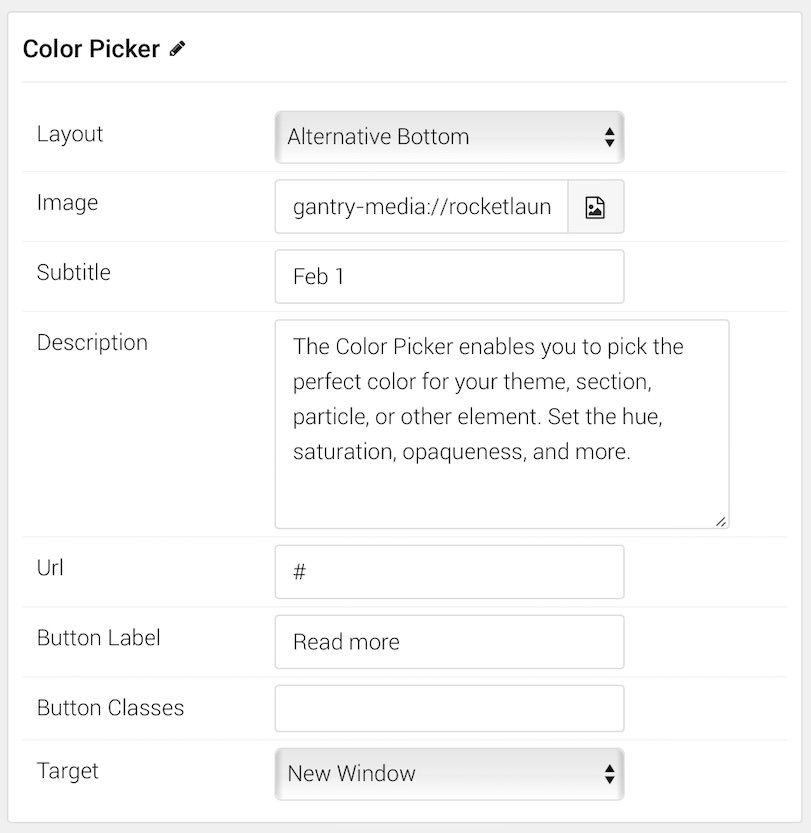 Color Picker
Layout
Alternative Bottom
Image
gantry-media://rocketlaun
Subtitle
Feb 1
Description
The Color Picker enables you to pick the
perfect color for your theme, section,
particle, or other element. Set the hue,
saturation, opaqueness, and more.
Url
#
Button Label
Read more
Button Classes
Target
New Window